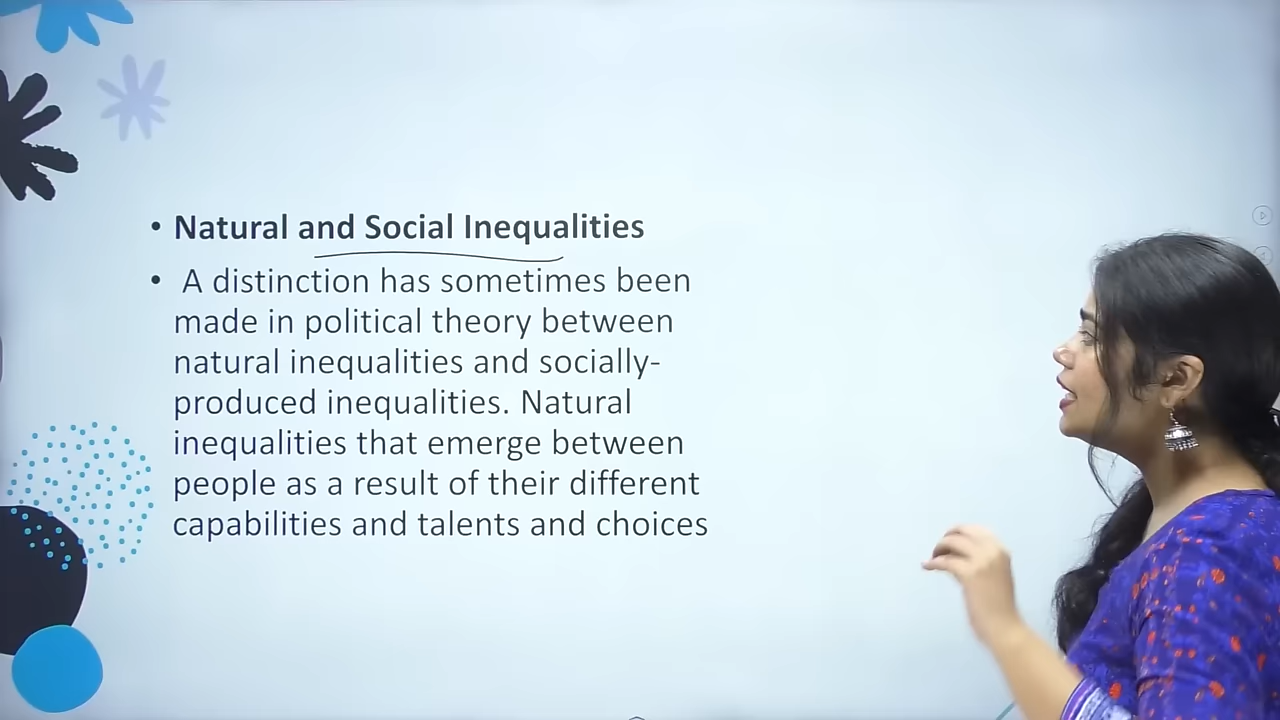 • Natural and Social Inequalities
• A distinction has sometimes been
made in political theory between
natural inequalities and socially-
produced inequalities. Natural
inequalities that emerge between
people as a result of their different
capabilities and talents and choices